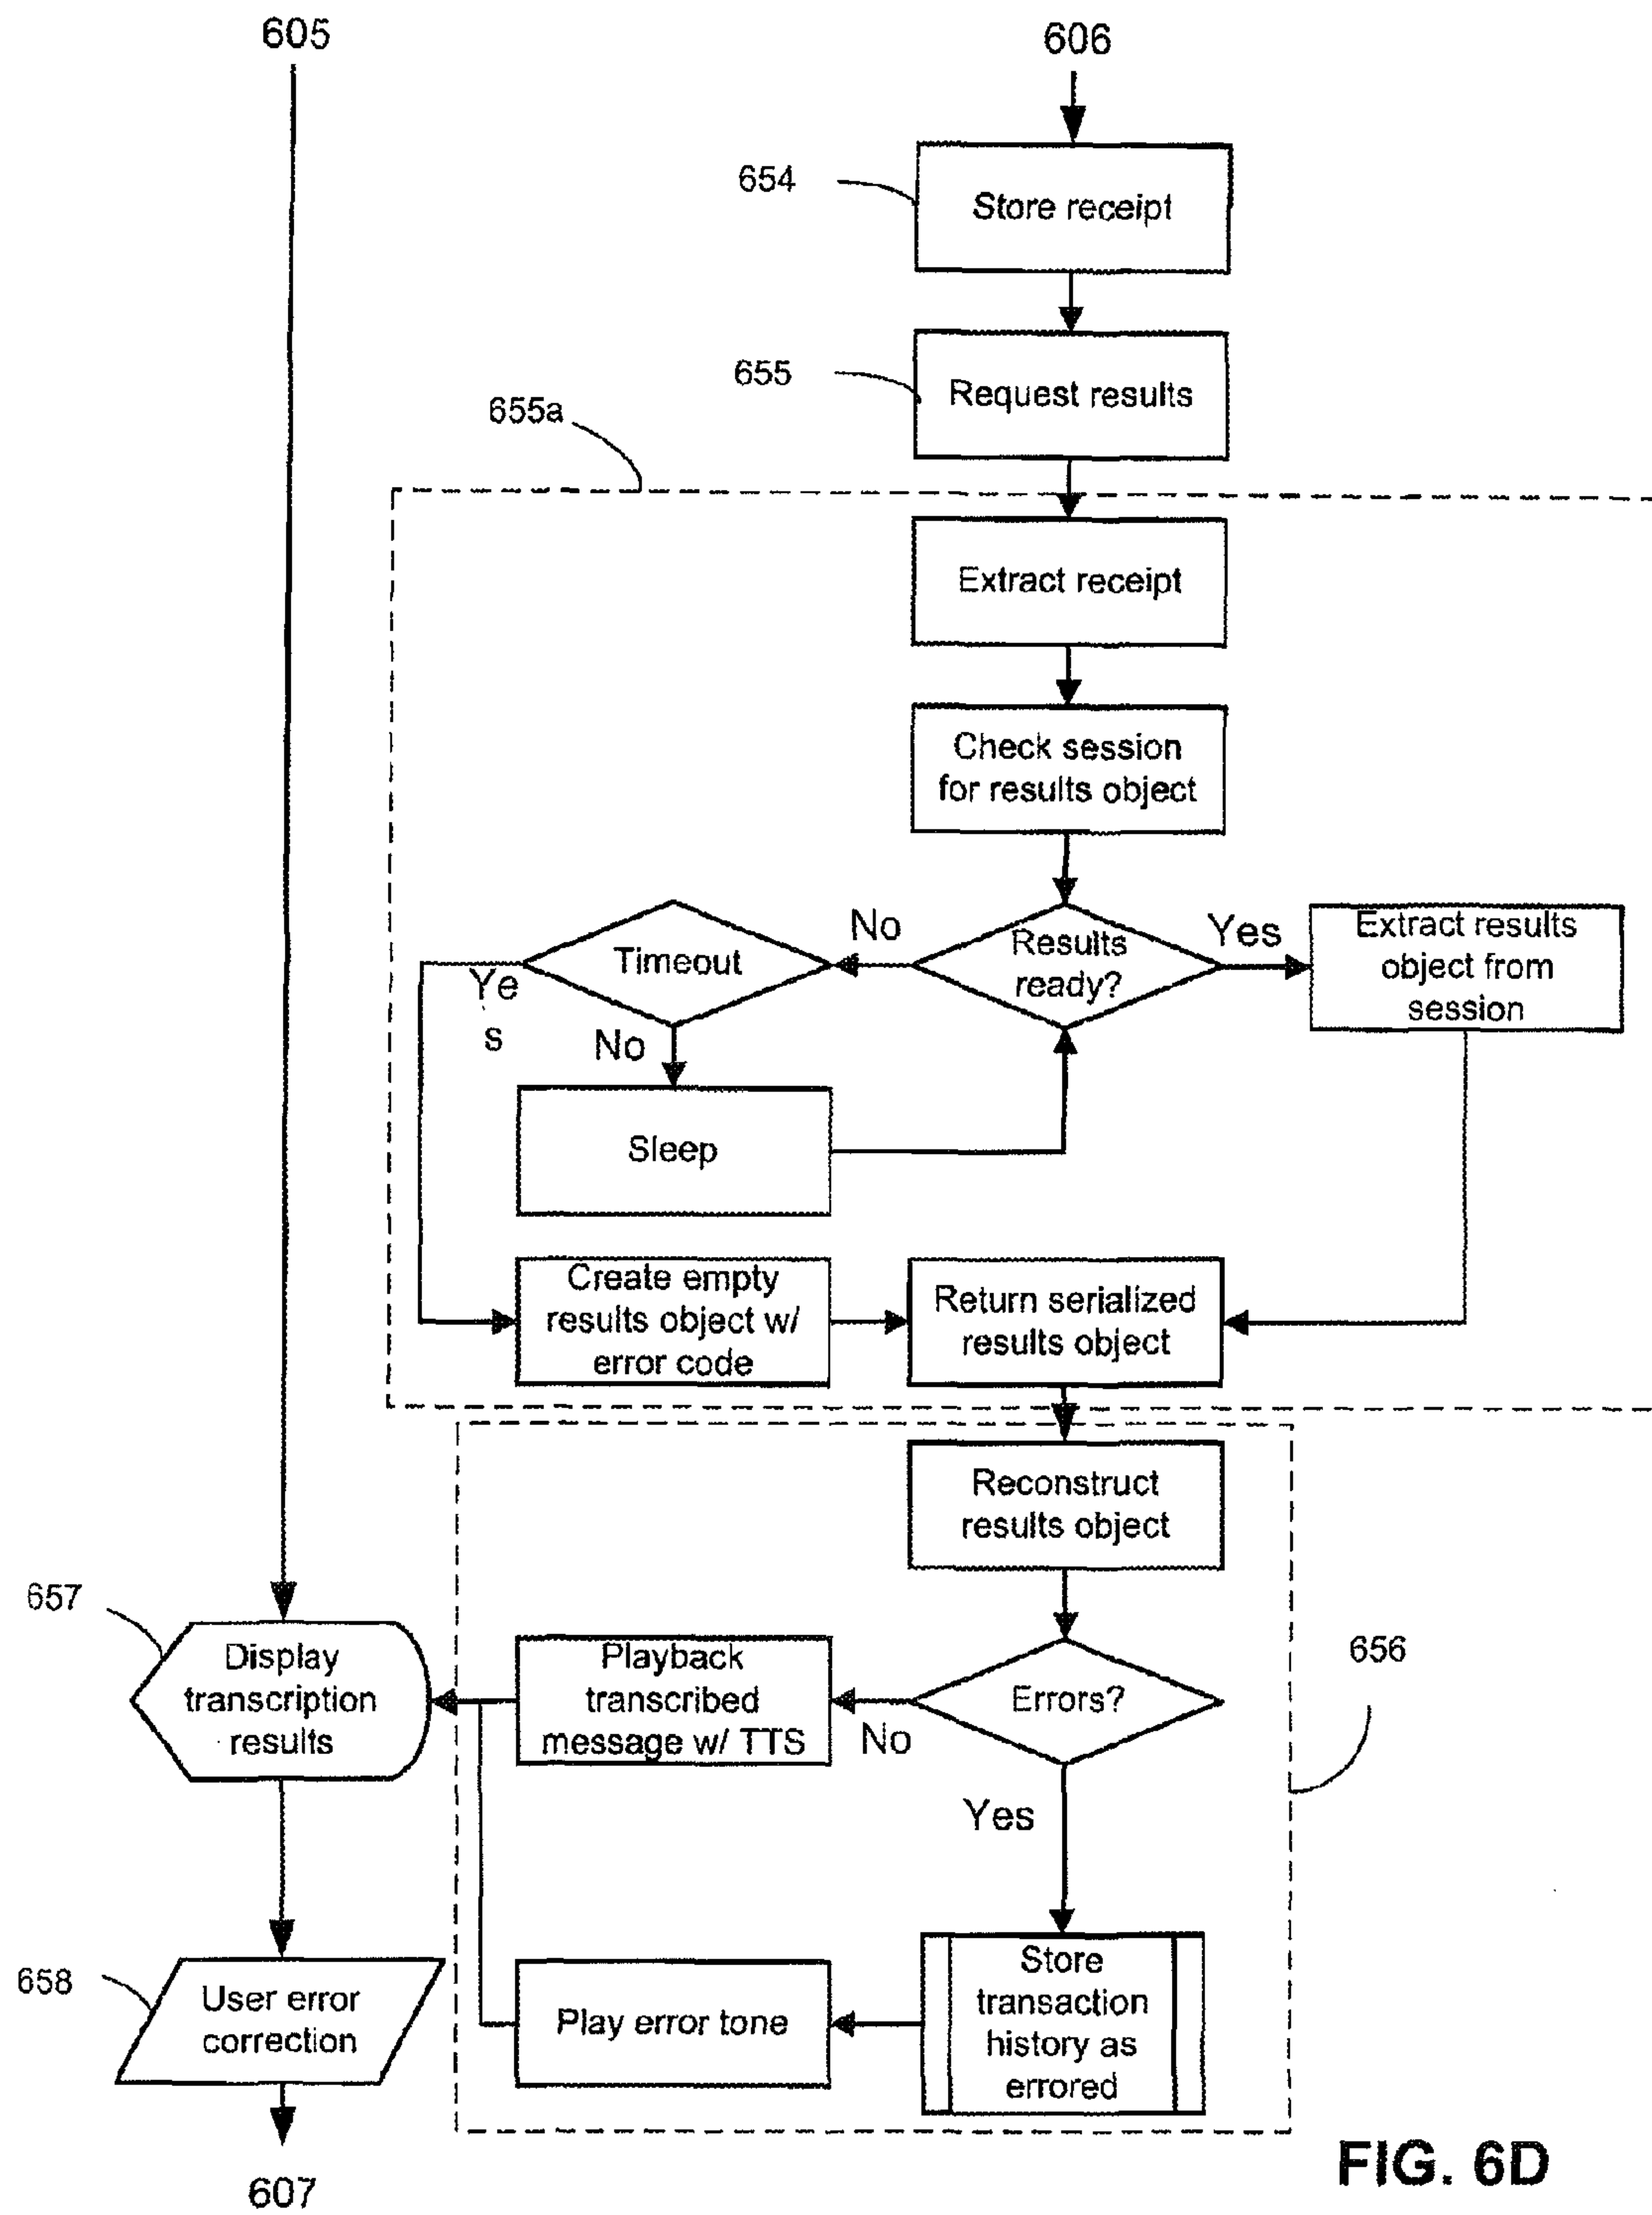 605
606
654
Store receipt
655
Request results
655a
Extract receipt
Check session
for results object
Timeout
No
Results
ready?
Yes
Extract results
object from
session
Ye
s
No
Sleep
Create empty
results object w/
error code
Return serialized
results object
Reconstruct
results object
657
Display
transcription
results
Playback
transcribed
message w/ TTS
No
Errors?
656
Yes
658
User error
correction
Play error tone
Store
transaction
history as
errored
607
FIG. 6D